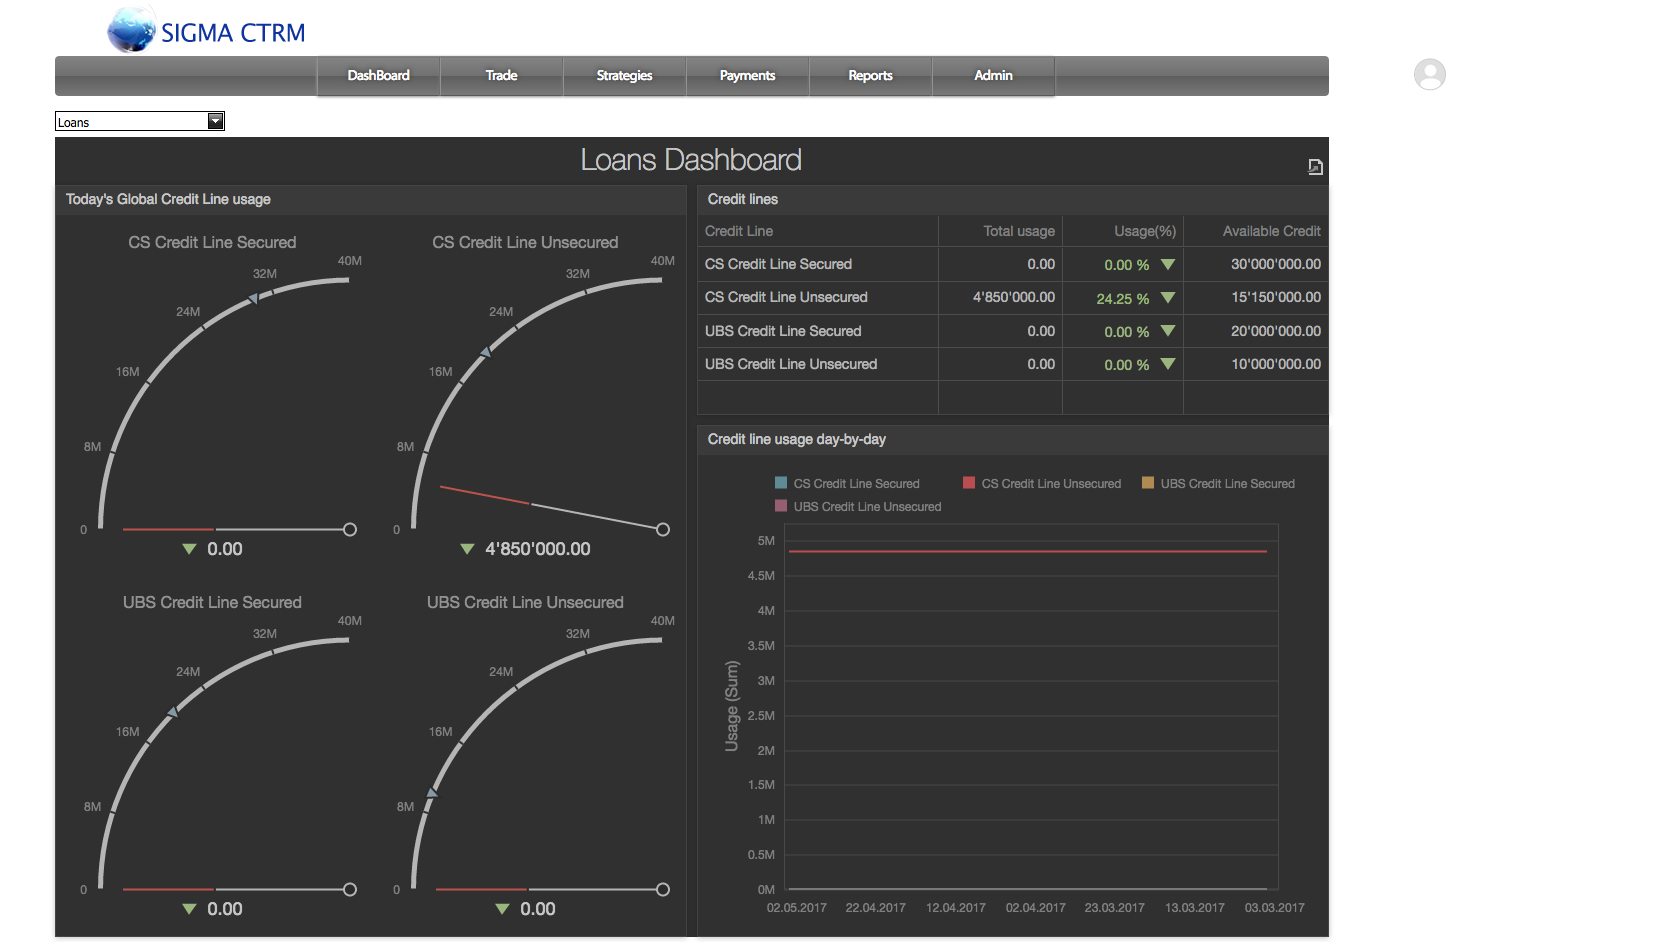 SIGMA CTRM
DashBoard Trade Strategies Payments Reports Admin
Loans
Loans Dashboard
Today's Global Credit Line usage
CS Credit Line Secured
0 8M 16M 24M 32M 40M
0.00
CS Credit Line Unsecured
0 8M 16M 24M 32M 40M
4'850'000.00
UBS Credit Line Secured
0 8M 16M 24M 32M 40M
0.00
UBS Credit Line Unsecured
0 8M 16M 24M 32M 40M
0.00
Credit lines
Credit Line Total usage Usage(%) Available Credit
CS Credit Line Secured 0.00 0.00 % 30'000'000.00
CS Credit Line Unsecured 4'850'000.00 24.25 % 15'150'000.00
UBS Credit Line Secured 0.00 0.00 % 20'000'000.00
UBS Credit Line Unsecured 0.00 0.00 % 10'000'000.00
Credit line usage day-by-day
CS Credit Line Secured CS Credit Line Unsecured UBS Credit Line Secured
UBS Credit Line Unsecured
Usage (Sum)
5M
4.5M
4M
3.5M
3M
2.5M
2M
1.5M
1M
0.5M
0M
02.05.2017 22.04.2017 12.04.2017 02.04.2017 23.03.2017 13.03.2017 03.03.2017